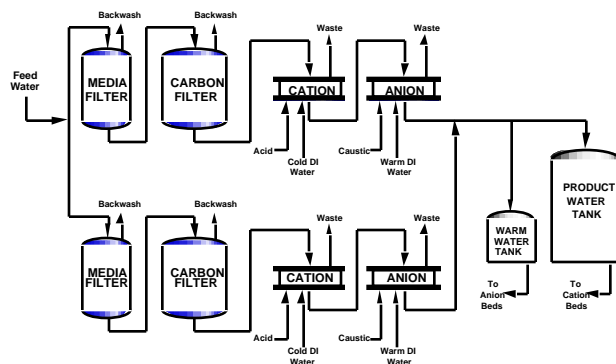 Backwash
Backwash
Waste
Waste
Feed
Water
MEDIA
FILTER
CARBON
FILTER
CATION
ANION
Acid
Cold DI
Water
Caustic
Warm DI
Water
PRODUCT
WATER
TANK
Backwash
Backwash
Waste
Waste
WARM
WATER
TANK
MEDIA
FILTER
CARBON
FILTER
CATION
ANION
To
Anion
Beds
To
Cation
Beds
Acid
Cold DI
Water
Caustic
Warm DI
Water